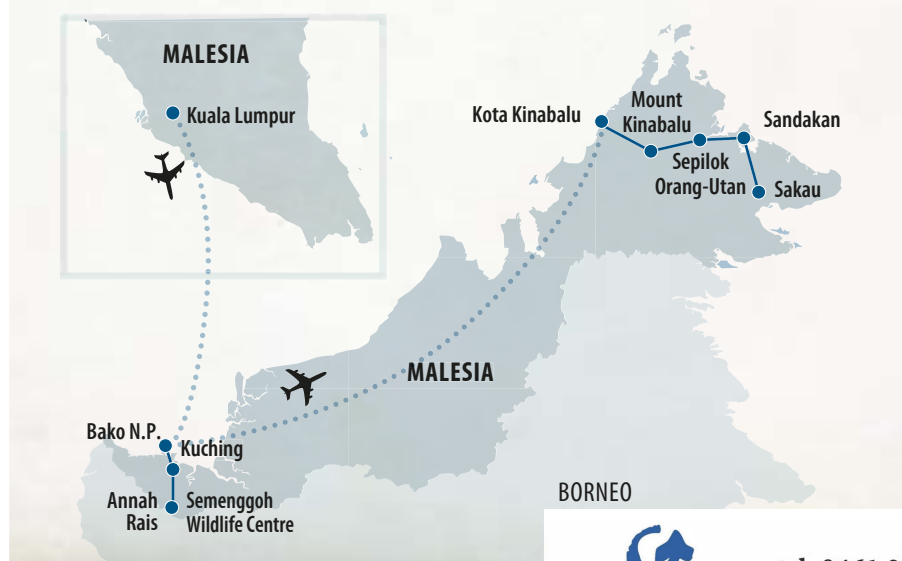 MALESIA
Kuala Lumpur
Kota Kinabalu
Mount
Kinabalu
Sepilok
Orang-Utan
Sandakan
Sakau
MALESIA
Bako N.P.
Kuching
Annah
Rais
Semenggoh
Wildlife Centre
BORNEO